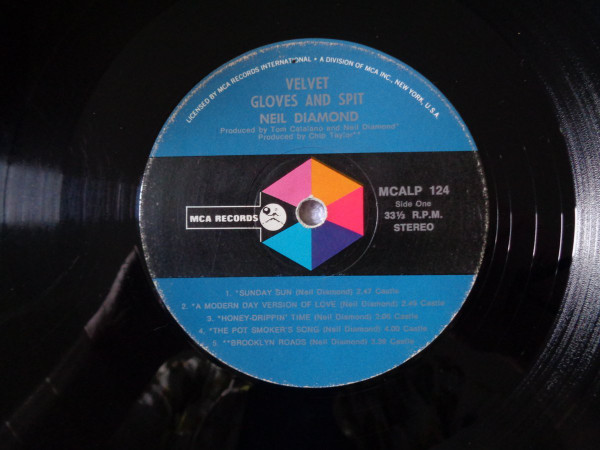 LICENSED BY MCA RECORDS INTERNATIONAL • A DIVISION OF MCA INC., NEW YORK, U.S.A.
VELVET
GLOVES AND SPIT
NEIL DIAMOND
Produced by Tom Catalano and Neil Diamond*
Produced by Chip Taylor**
MCA RECORDS
MCALP 124
Side One
33⅓ R.P.M.
STEREO
1. *SUNDAY SUN (Neil Diamond) 2.47 Castle
2. *A MODERN DAY VERSION OF LOVE (Neil Diamond) Castle
3. *HONEY-DRIPPIN' TIME (Neil Diamond) Castle
4. *THE POT SMOKER'S SONG (Neil Diamond) 4.00 Castle
5. **BROOKLYN ROADS (Neil Diamond) Castle